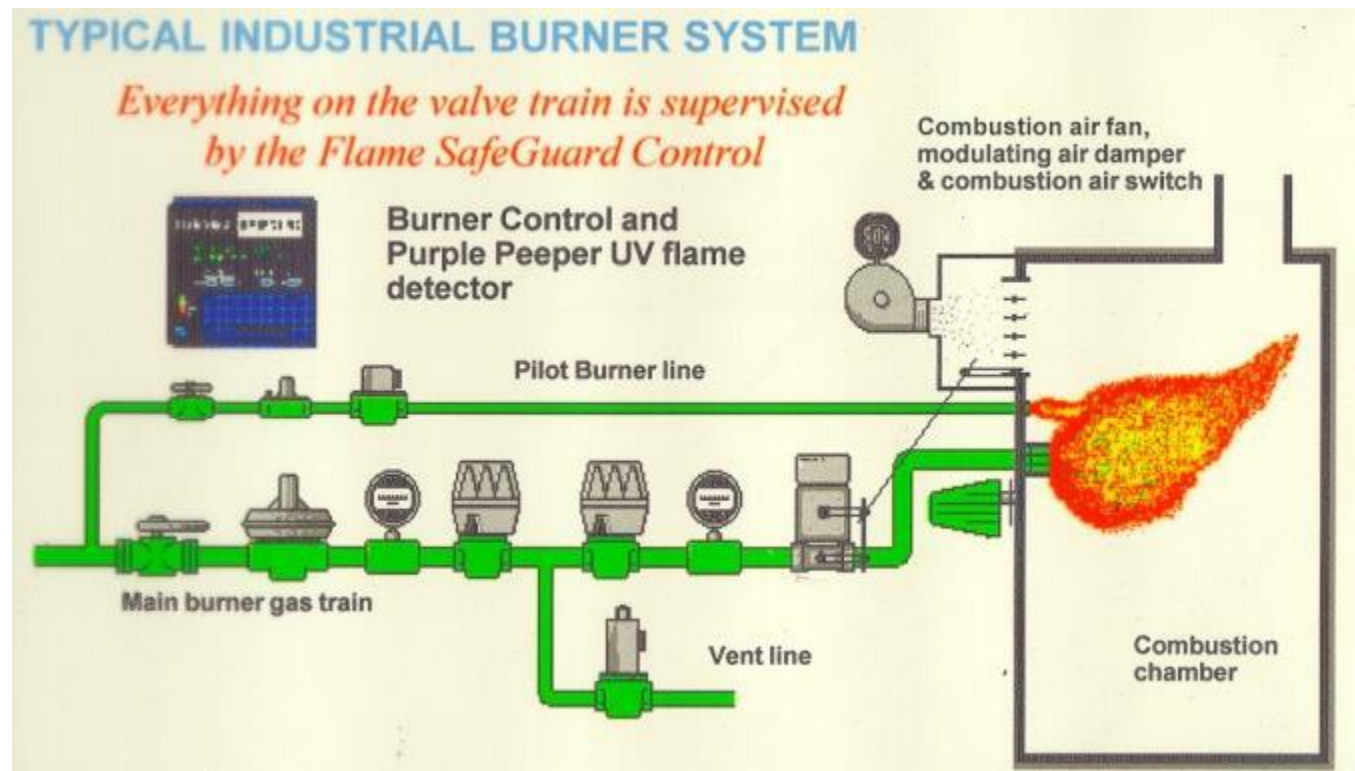 TYPICAL INDUSTRIAL BURNER SYSTEM
Everything on the valve train is supervised
by the Flame SafeGuard Control
Combustion air fan,
modulating air damper
& combustion air switch
Burner Control and
Purple Peeper UV flame
detector
Pilot Burner line
Main burner gas train
Vent line
Combustion
chamber